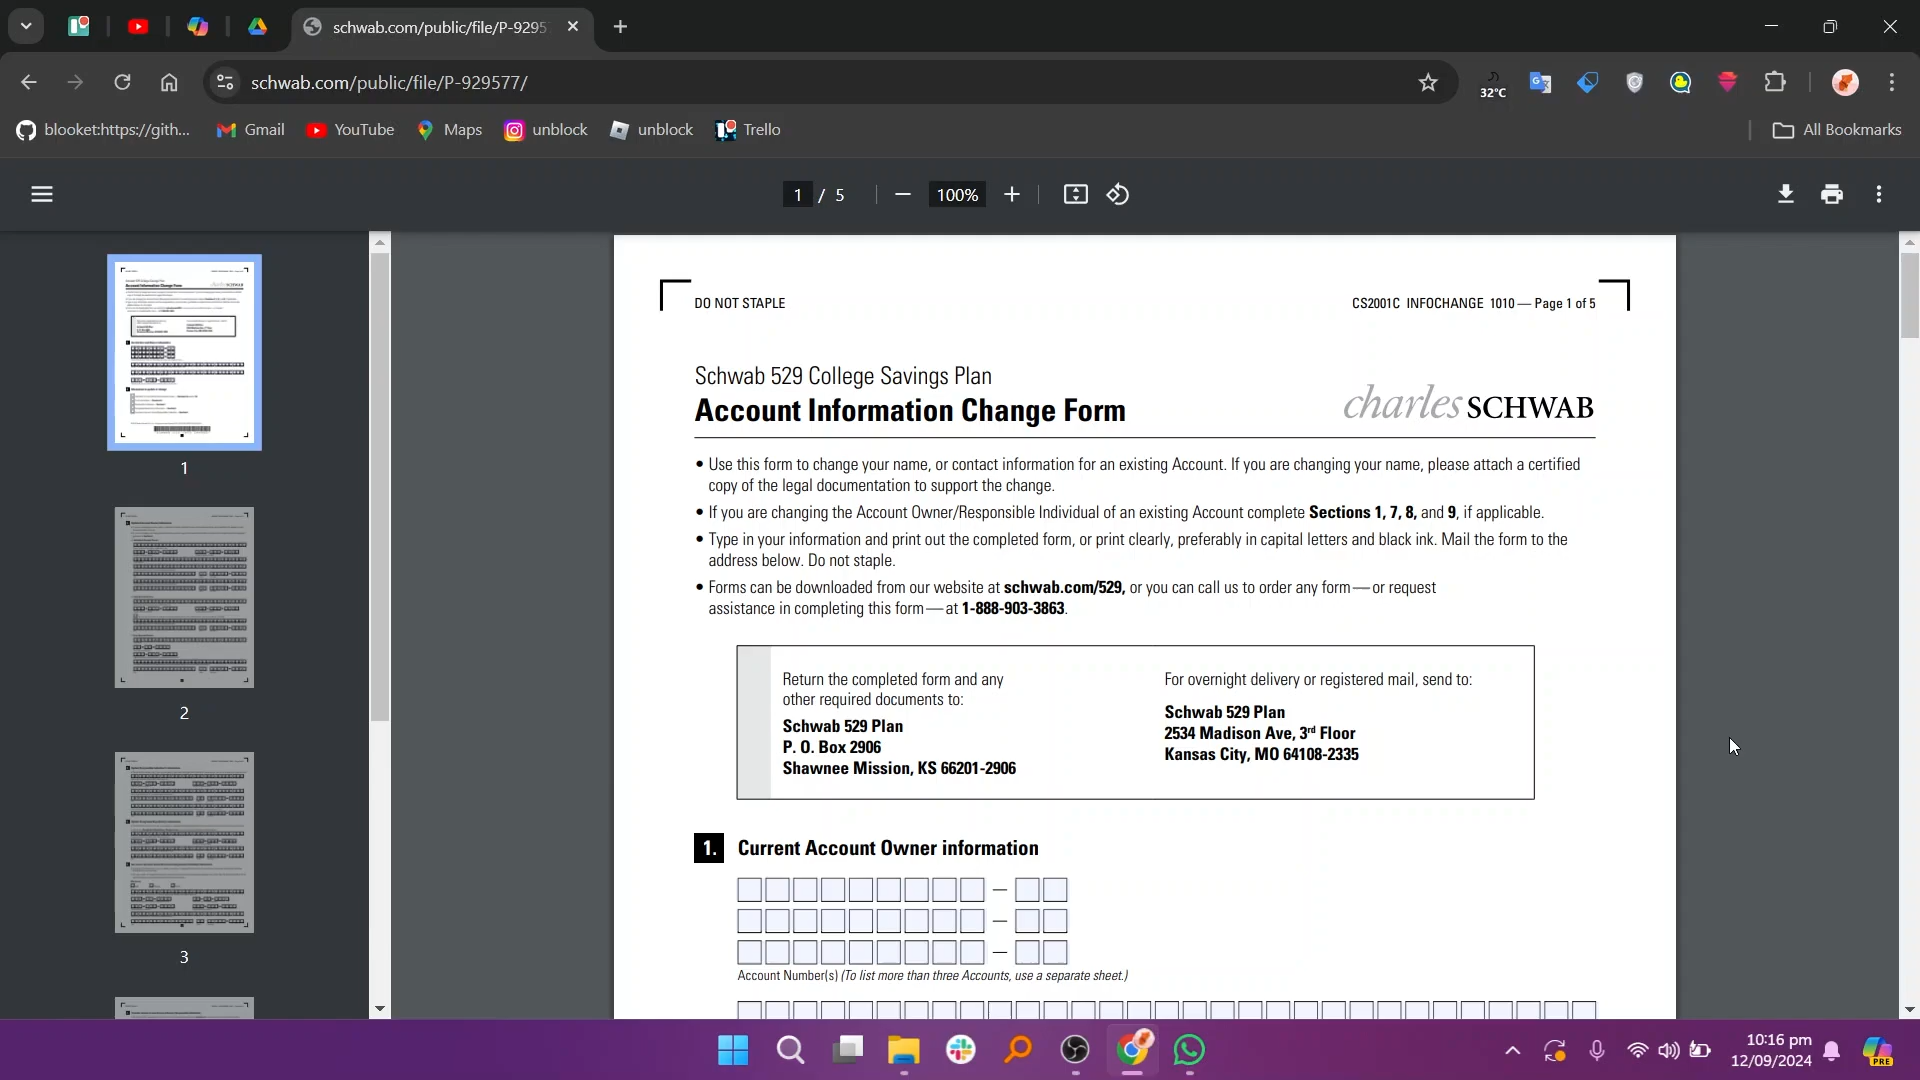 schwab.com/public/file/P-9295
schwab.com/public/file/P-929577/
32°C
blooket:https://gith...
Gmail
YouTube
Maps
unblock
unblock
Trello
All Bookmarks
1 / 5
100%
1
2
3
DO NOT STAPLE
CS2001C INFOCHANGE 1010 — Page 1 of 5
Schwab 529 College Savings Plan
Account Information Change Form
charles SCHWAB
• Use this form to change your name, or contact information for an existing Account. If you are changing your name, please attach a certified
copy of the legal documentation to support the change.
• If you are changing the Account Owner/Responsible Individual of an existing Account complete Sections 1, 7, 8, and 9, if applicable.
• Type in your information and print out the completed form, or print clearly, preferably in capital letters and black ink. Mail the form to the
address below. Do not staple.
• Forms can be downloaded from our website at schwab.com/529, or you can call us to order any form—or request
assistance in completing this form—at 1-888-903-3863.
Return the completed form and any
other required documents to:
Schwab 529 Plan
P. O. Box 2906
Shawnee Mission, KS 66201-2906
For overnight delivery or registered mail, send to:
Schwab 529 Plan
2534 Madison Ave, 3rd Floor
Kansas City, MO 64108-2335
1. Current Account Owner information
Account Number(s) (To list more than three Accounts, use a separate sheet.)
10:16 pm
12/09/2024
PRE